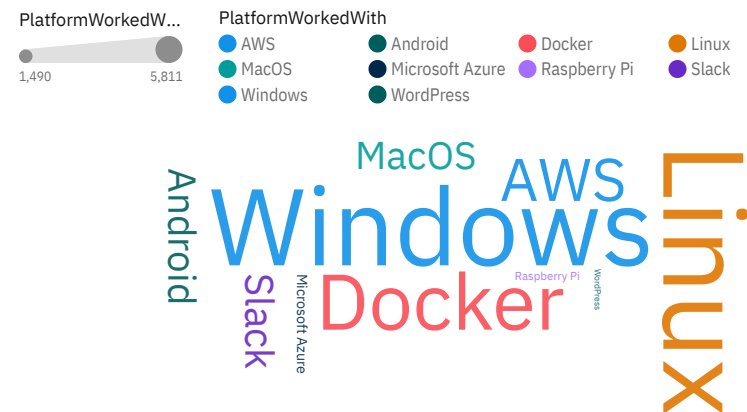 PlatformWorkedW...
1,490
5,811
PlatformWorkedWith
AWS
Android
Docker
Linux
MacOS
Microsoft Azure
Raspberry Pi
Slack
Windows
WordPress
MacOS
AWS
Android
Windows
Linux
Slack
Microsoft Azure
Docker
Raspberry Pi
WordPress